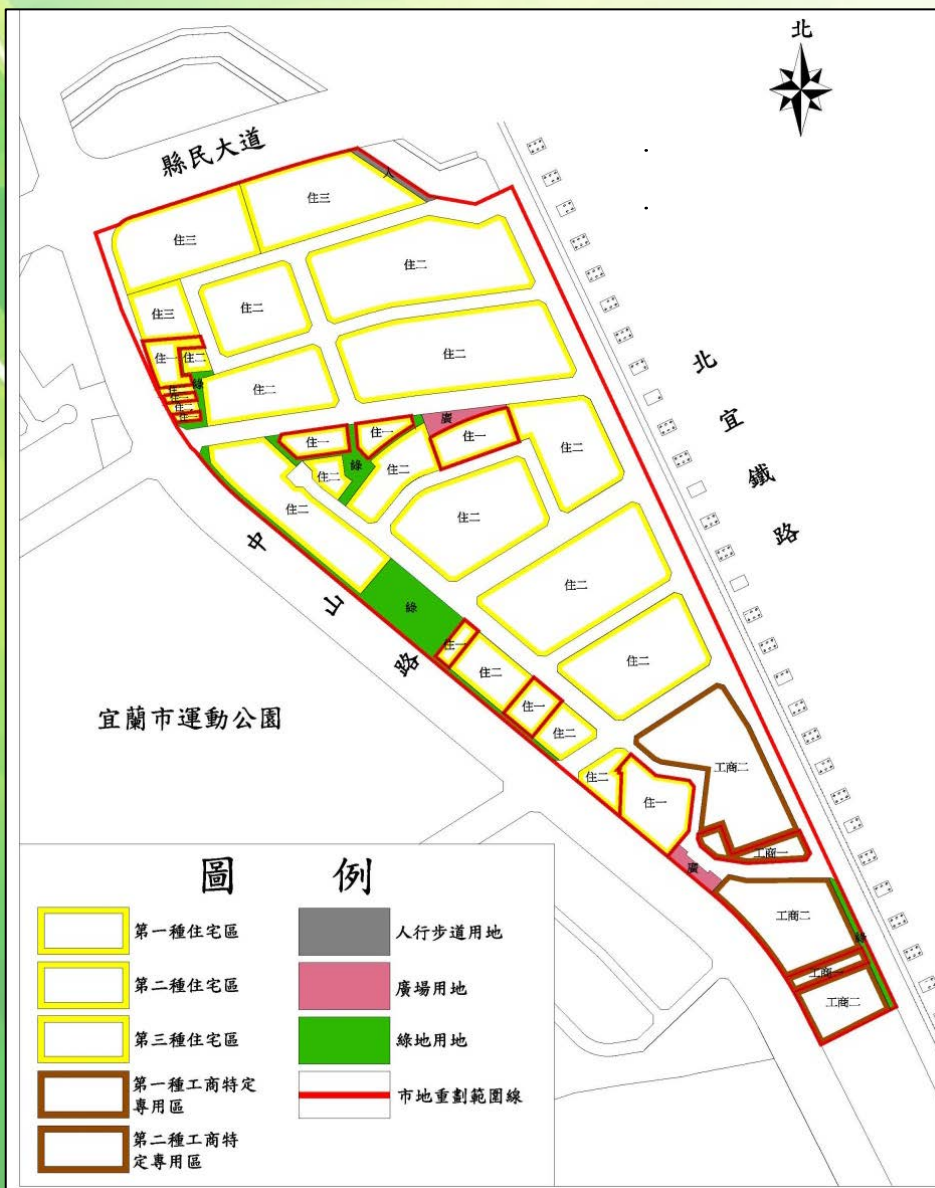 北
縣民大道
人
住三
住三
住二
住三
住二
住二
住一
住二
綠
住二
住二
住一
住一
廣
住一
住二
綠
住二
住二
住二
住二
住二
綠
住二
住一
住二
住二
住一
住二
工商二
住二
住一
工商一
廣
工商二
綠
工商一
工商二
中山路
北宜鐵路
宜蘭市運動公園
圖例
第一種住宅區
第二種住宅區
第三種住宅區
第一種工商特定
專用區
第二種工商特
定專用區
人行步道用地
廣場用地
綠地用地
市地重劃範圍線